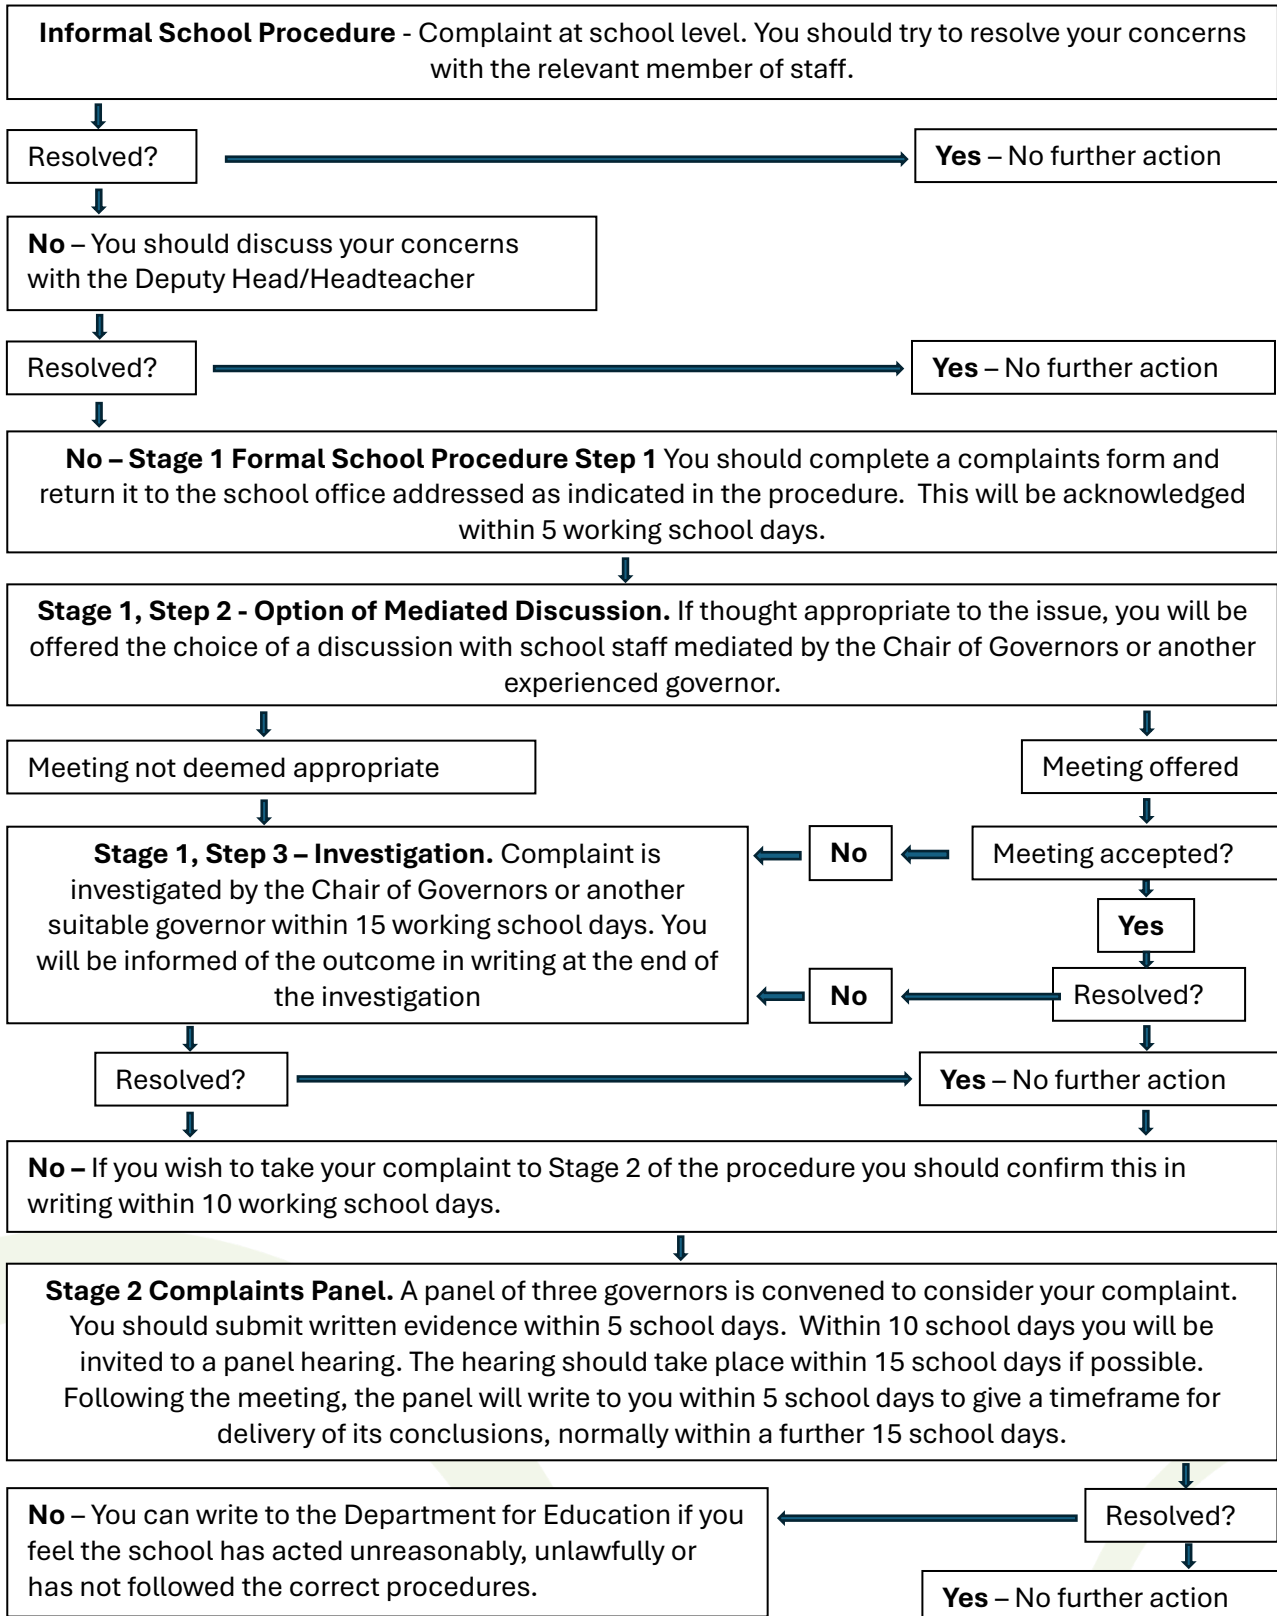 Informal School Procedure - Complaint at school level. You should try to resolve your concerns
with the relevant member of staff.
Resolved?
Yes – No further action
No – You should discuss your concerns
with the Deputy Head/Headteacher
Resolved?
Yes – No further action
No – Stage 1 Formal School Procedure Step 1 You should complete a complaints form and
return it to the school office addressed as indicated in the procedure.  This will be acknowledged
within 5 working school days.
Stage 1, Step 2 - Option of Mediated Discussion. If thought appropriate to the issue, you will be
offered the choice of a discussion with school staff mediated by the Chair of Governors or another
experienced governor.
Meeting not deemed appropriate
Meeting offered
Stage 1, Step 3 – Investigation. Complaint is
investigated by the Chair of Governors or another
suitable governor within 15 working school days. You
will be informed of the outcome in writing at the end of
the investigation
No
Meeting accepted?
Yes
No
Resolved?
Resolved?
Yes – No further action
No – If you wish to take your complaint to Stage 2 of the procedure you should confirm this in
writing within 10 working school days.
Stage 2 Complaints Panel. A panel of three governors is convened to consider your complaint.
You should submit written evidence within 5 school days.  Within 10 school days you will be
invited to a panel hearing. The hearing should take place within 15 school days if possible.
Following the meeting, the panel will write to you within 5 school days to give a timeframe for
delivery of its conclusions, normally within a further 15 school days.
No – You can write to the Department for Education if you
feel the school has acted unreasonably, unlawfully or
has not followed the correct procedures.
Resolved?
Yes – No further action